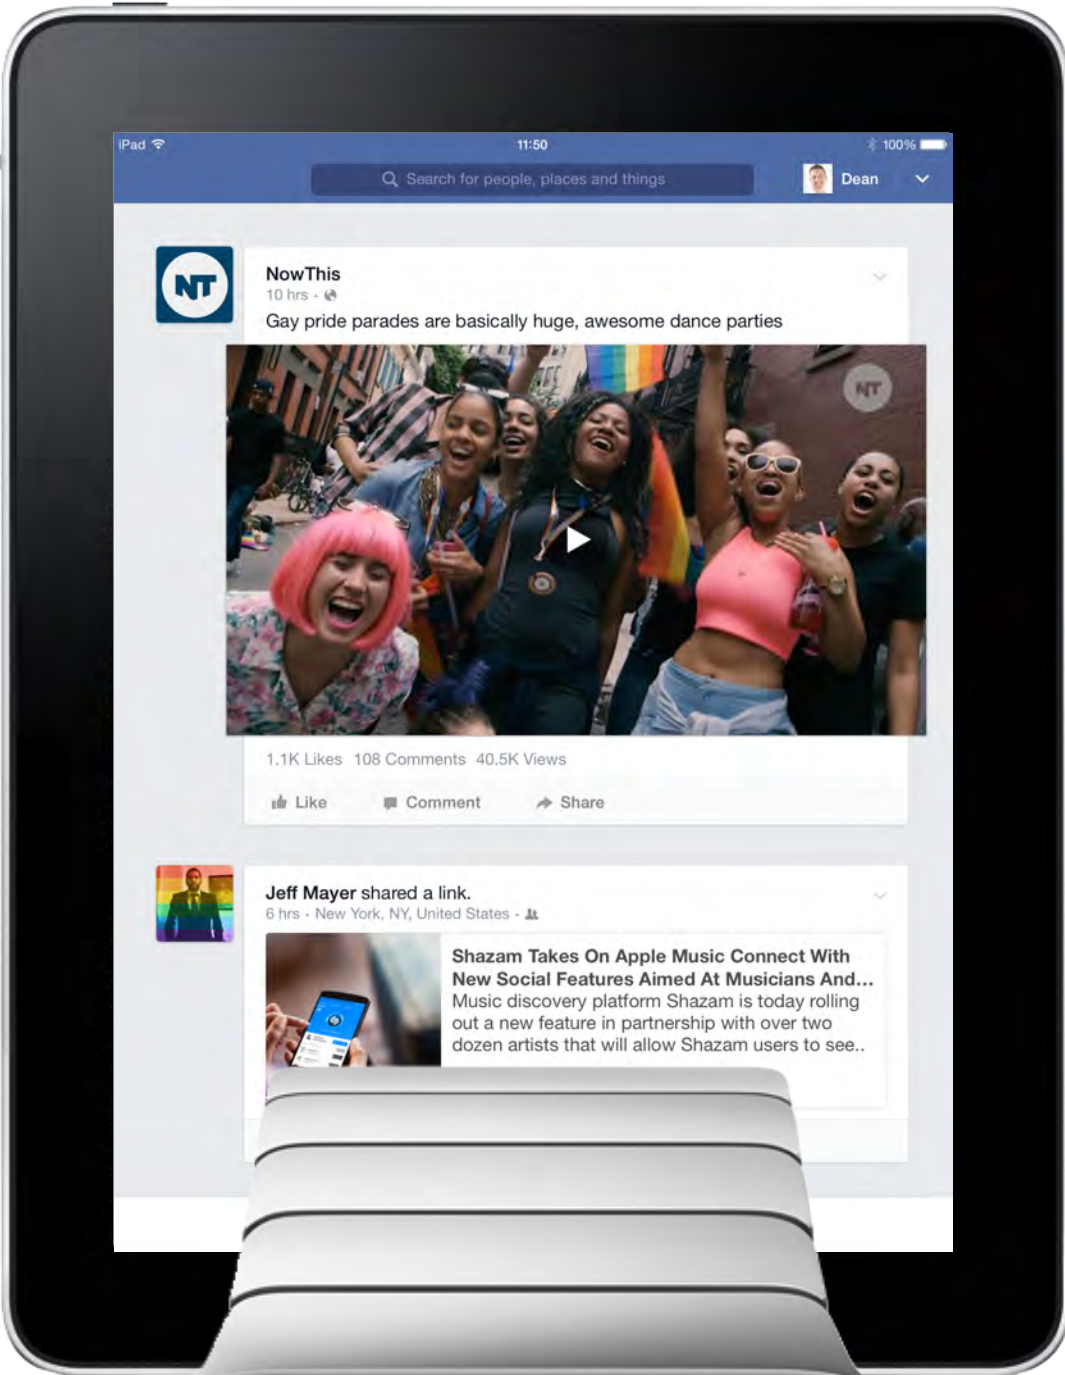 iPad
11:50
100%
Search for people, places and things
Dean
NT
NowThis
10 hrs ·
Gay pride parades are basically huge, awesome dance parties
NT
1.1K Likes 108 Comments 40.5K Views
Like Comment Share
Jeff Mayer shared a link.
6 hrs · New York, NY, United States ·
Shazam Takes On Apple Music Connect With
New Social Features Aimed At Musicians And...
Music discovery platform Shazam is today rolling
out a new feature in partnership with over two
dozen artists that will allow Shazam users to see..